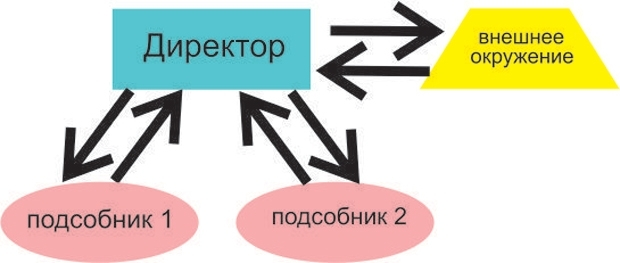 Директор
внешнее
окружение
подсобник 1
подсобник 2